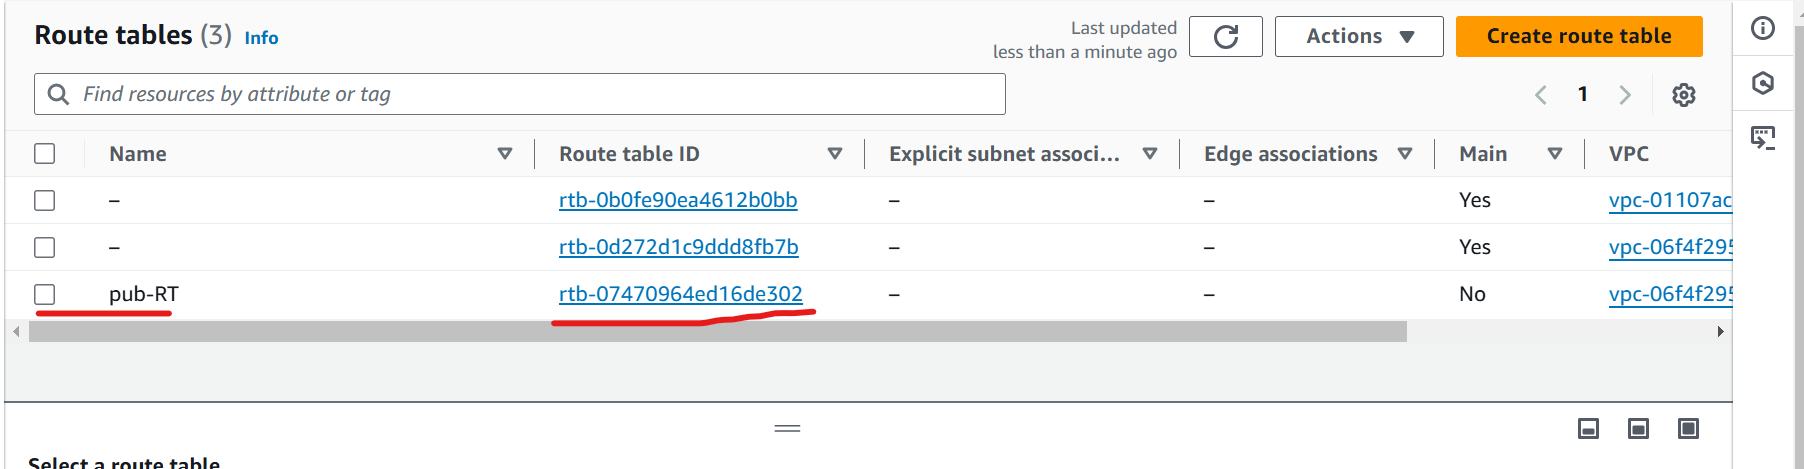 Route tables (3) Info
Last updated
less than a minute ago
Actions
Create route table
Find resources by attribute or tag
1
Name Route table ID Explicit subnet associ... Edge associations Main VPC
– rtb-0b0fe90ea4612b0bb – – Yes vpc-01107ac
– rtb-0d272d1c9ddd8fb7b – – Yes vpc-06f4f295
pub-RT rtb-07470964ed16de302 – – No vpc-06f4f295
Select a route table